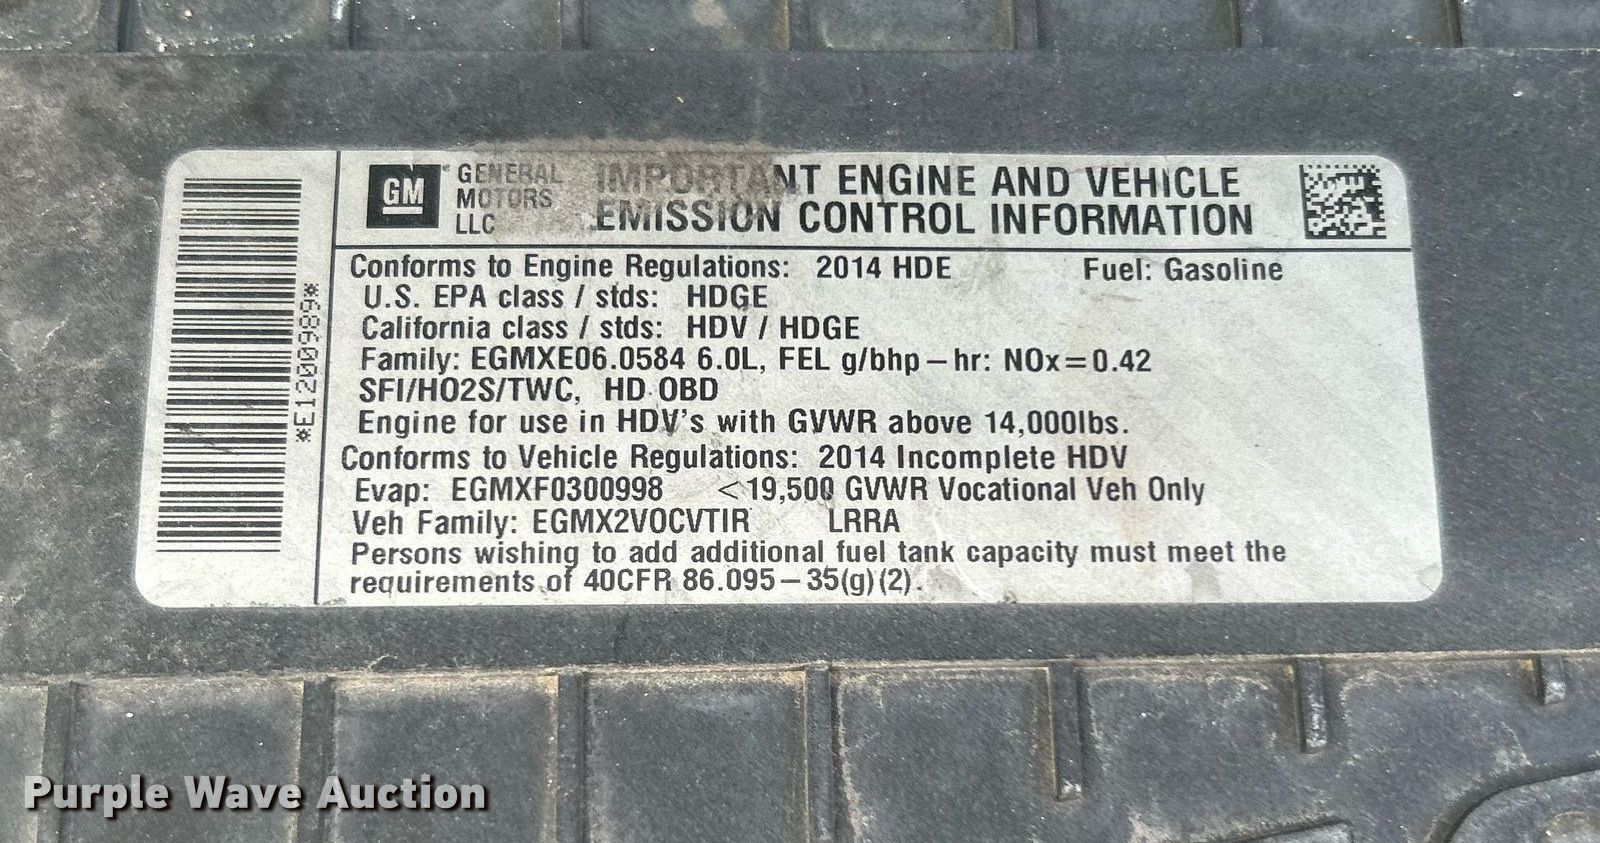 GM
GENERAL
MOTORS
LLC
IMPORTANT ENGINE AND VEHICLE
EMISSION CONTROL INFORMATION
*E1200989*
Conforms to Engine Regulations: 2014 HDE Fuel: Gasoline
U.S. EPA class / stds: HDGE
California class / stds: HDV / HDGE
Family: EGMXE06.0584 6.0L, FEL g/bhp – hr: NOx = 0.42
SFI/HO2S/TWC, HD OBD
Engine for use in HDV's with GVWR above 14,000lbs.
Conforms to Vehicle Regulations: 2014 Incomplete HDV
Evap: EGMXF0300998 <19,500 GVWR Vocational Veh Only
Veh Family: EGMX2VOCVTIR LRRA
Persons wishing to add additional fuel tank capacity must meet the
requirements of 40CFR 86.095 – 35(g)(2).
Purple Wave Auction